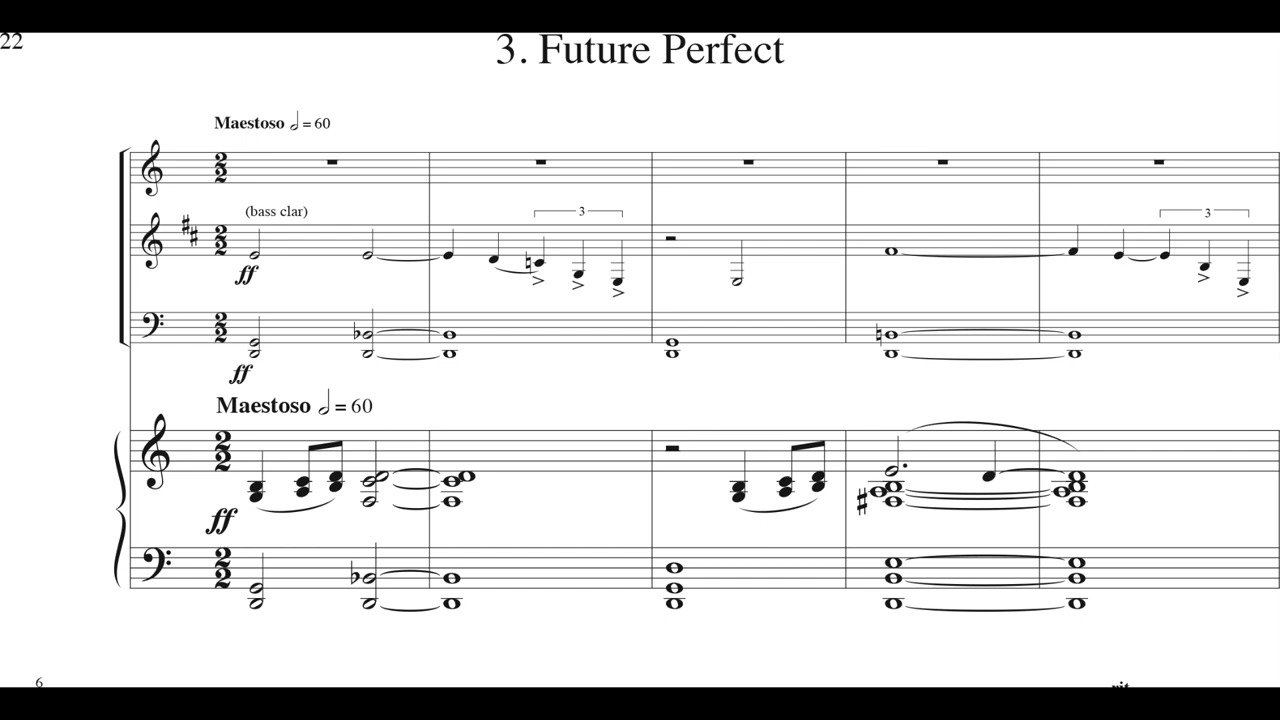 22
3. Future Perfect
Maestoso 𝅗𝅥 = 60
(bass clar)
3
3
ff
ff
Maestoso 𝅗𝅥 = 60
ff
6